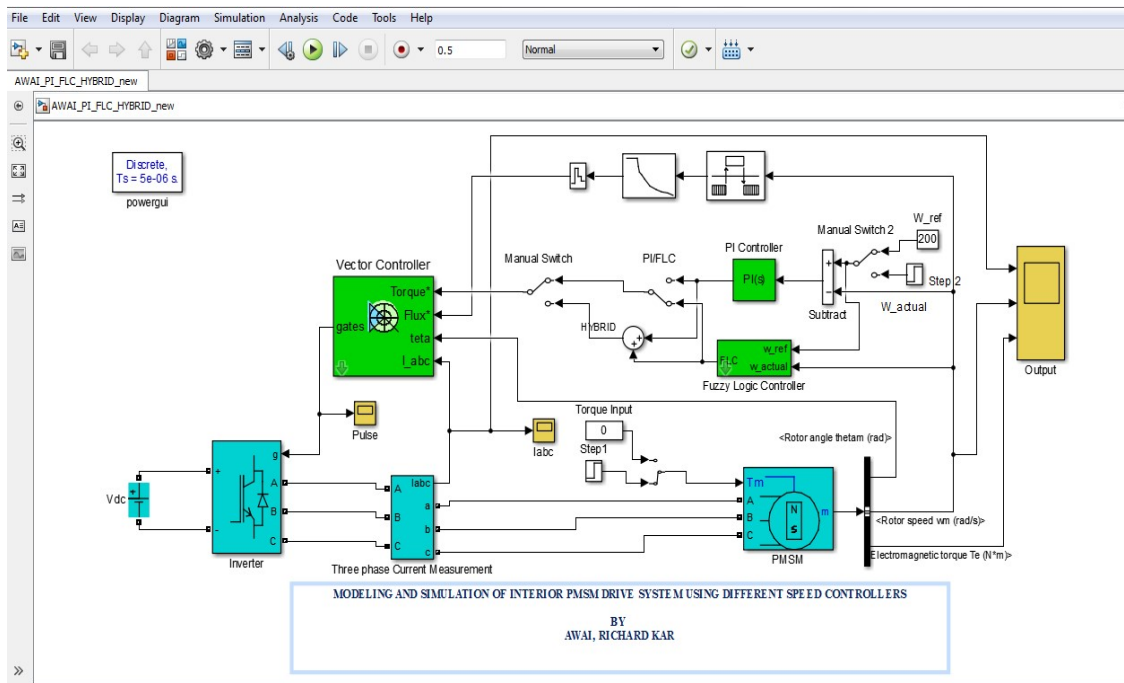 File Edit View Display Diagram Simulation Analysis Code Tools Help
0.5 Normal
AWAI_PI_FLC_HYBRID_new
AWAI_PI_FLC_HYBRID_new
Discrete,
Ts = 5e-06 s.
powergui
W_ref
200
Manual Switch 2
Step 2
PI Controller
PI(s)
+
−
Subtract
W_actual
PI/FLC
Manual Switch
HYBRID
+
+
Vector Controller
Torque*
Flux*
gates
teta
I_abc
w_ref
FLC
w_actual
Fuzzy Logic Controller
Output
Pulse
Iabc
Torque Input
0
Step1
<Rotor angle thetam (rad)>
Vdc
+
+
−
g
A
B
C
Inverter
Iabc
A
a
B
b
C
c
Three phase Current Measurement
Tm
A
B
C
N
S
m
PMSM
<Rotor speed wm (rad/s)>
Electromagnetic torque Te (N*m)>
MODELING AND SIMULATION OF INTERIOR PMSM DRIVE SYSTEM USING DIFFERENT SPEED CONTROLLERS
BY
AWAI, RICHARD KAR